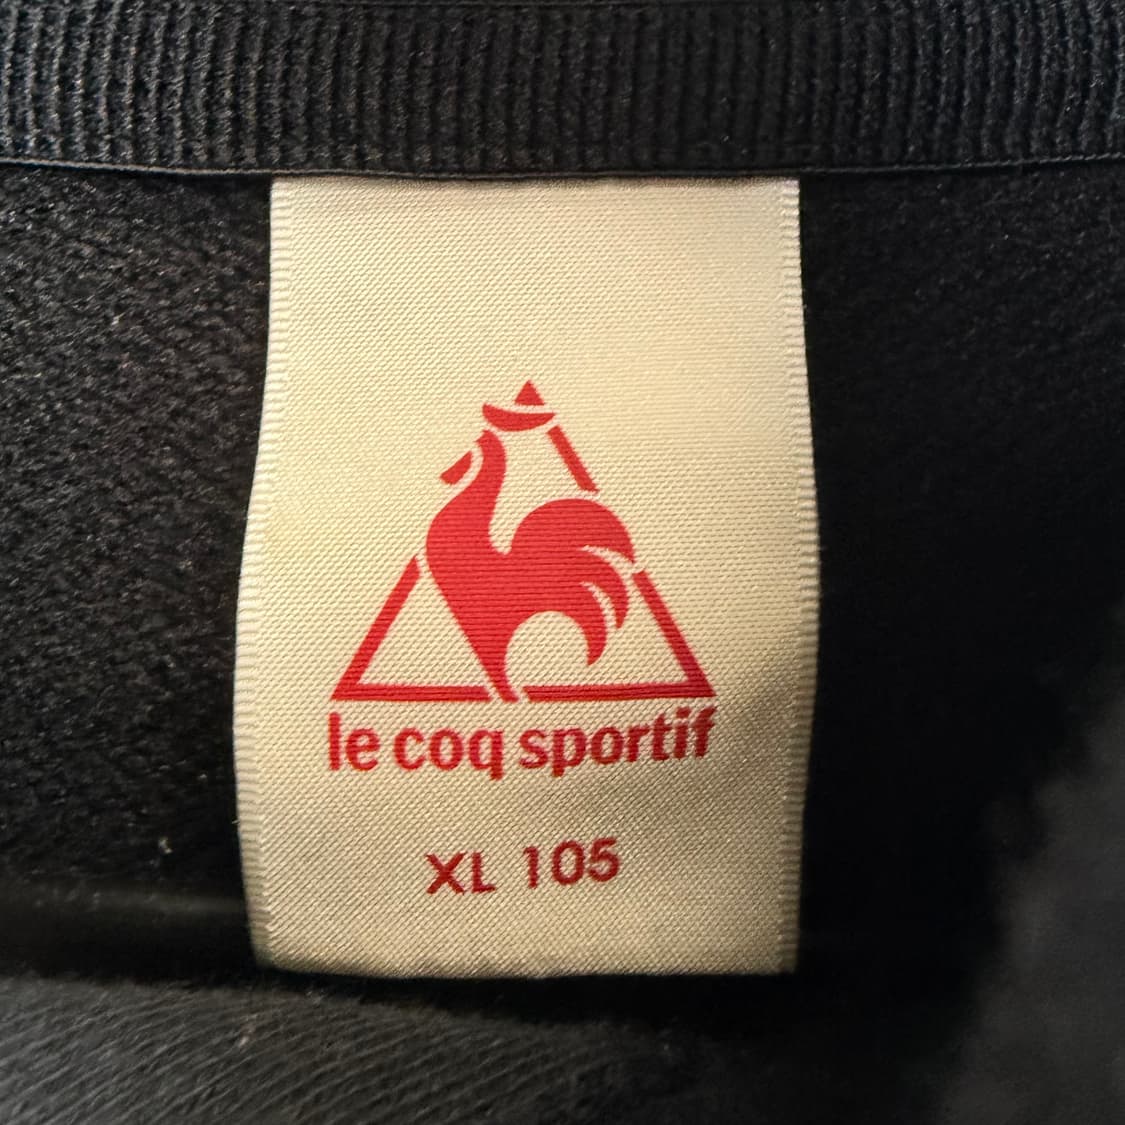 le coq sportif
XL 105